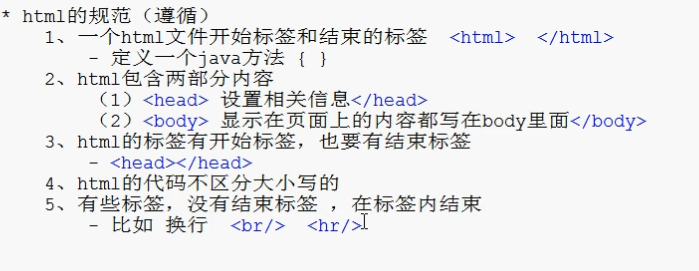 * html的规范（遵循）
1、一个html文件开始标签和结束的标签  <html>  </html>
- 定义一个java方法 { }
2、html包含两部分内容
（1）<head> 设置相关信息</head>
（2）<body> 显示在页面上的内容都写在body里面</body>
3、html的标签有开始标签，也要有结束标签
- <head></head>
4、html的代码不区分大小写的
5、有些标签，没有结束标签 ，在标签内结束
- 比如 换行  <br/>  <hr/>